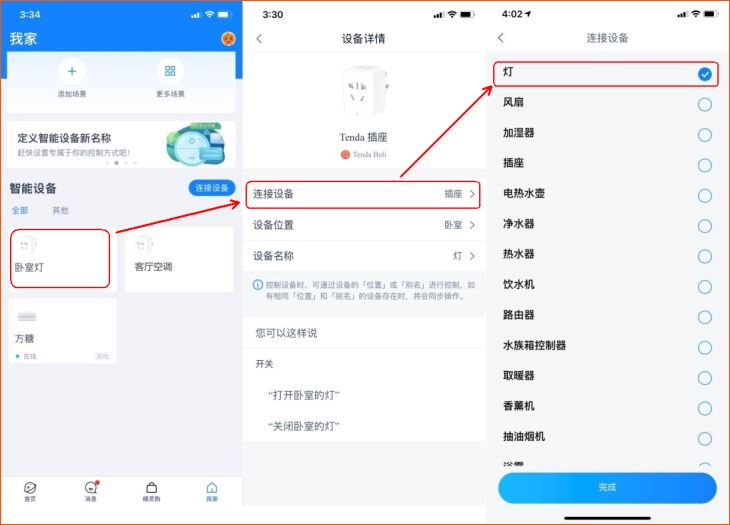 3:34
我家
添加场景
更多场景
定义智能设备新名称
赶快设置专属于你的控制方式吧！
智能设备
连接设备
全部
其他
卧室灯
客厅空调
方糖
在线
其他
首页
消息
精灵购
我家
3:30
设备详情
Tenda 插座
Tenda Beli
连接设备
插座
设备位置
卧室
设备名称
灯
控制设备时，可通过设备的「位置」或「别名」进行控制，如
有相同「位置」和「别名」的设备存在时，将会同步操作。
您可以这样说
开关
“打开卧室的灯”
“关闭卧室的灯”
4:02
连接设备
灯
风扇
加湿器
插座
电热水壶
净水器
热水器
饮水机
路由器
水族箱控制器
取暖器
香薰机
抽油烟机
浴霸
完成